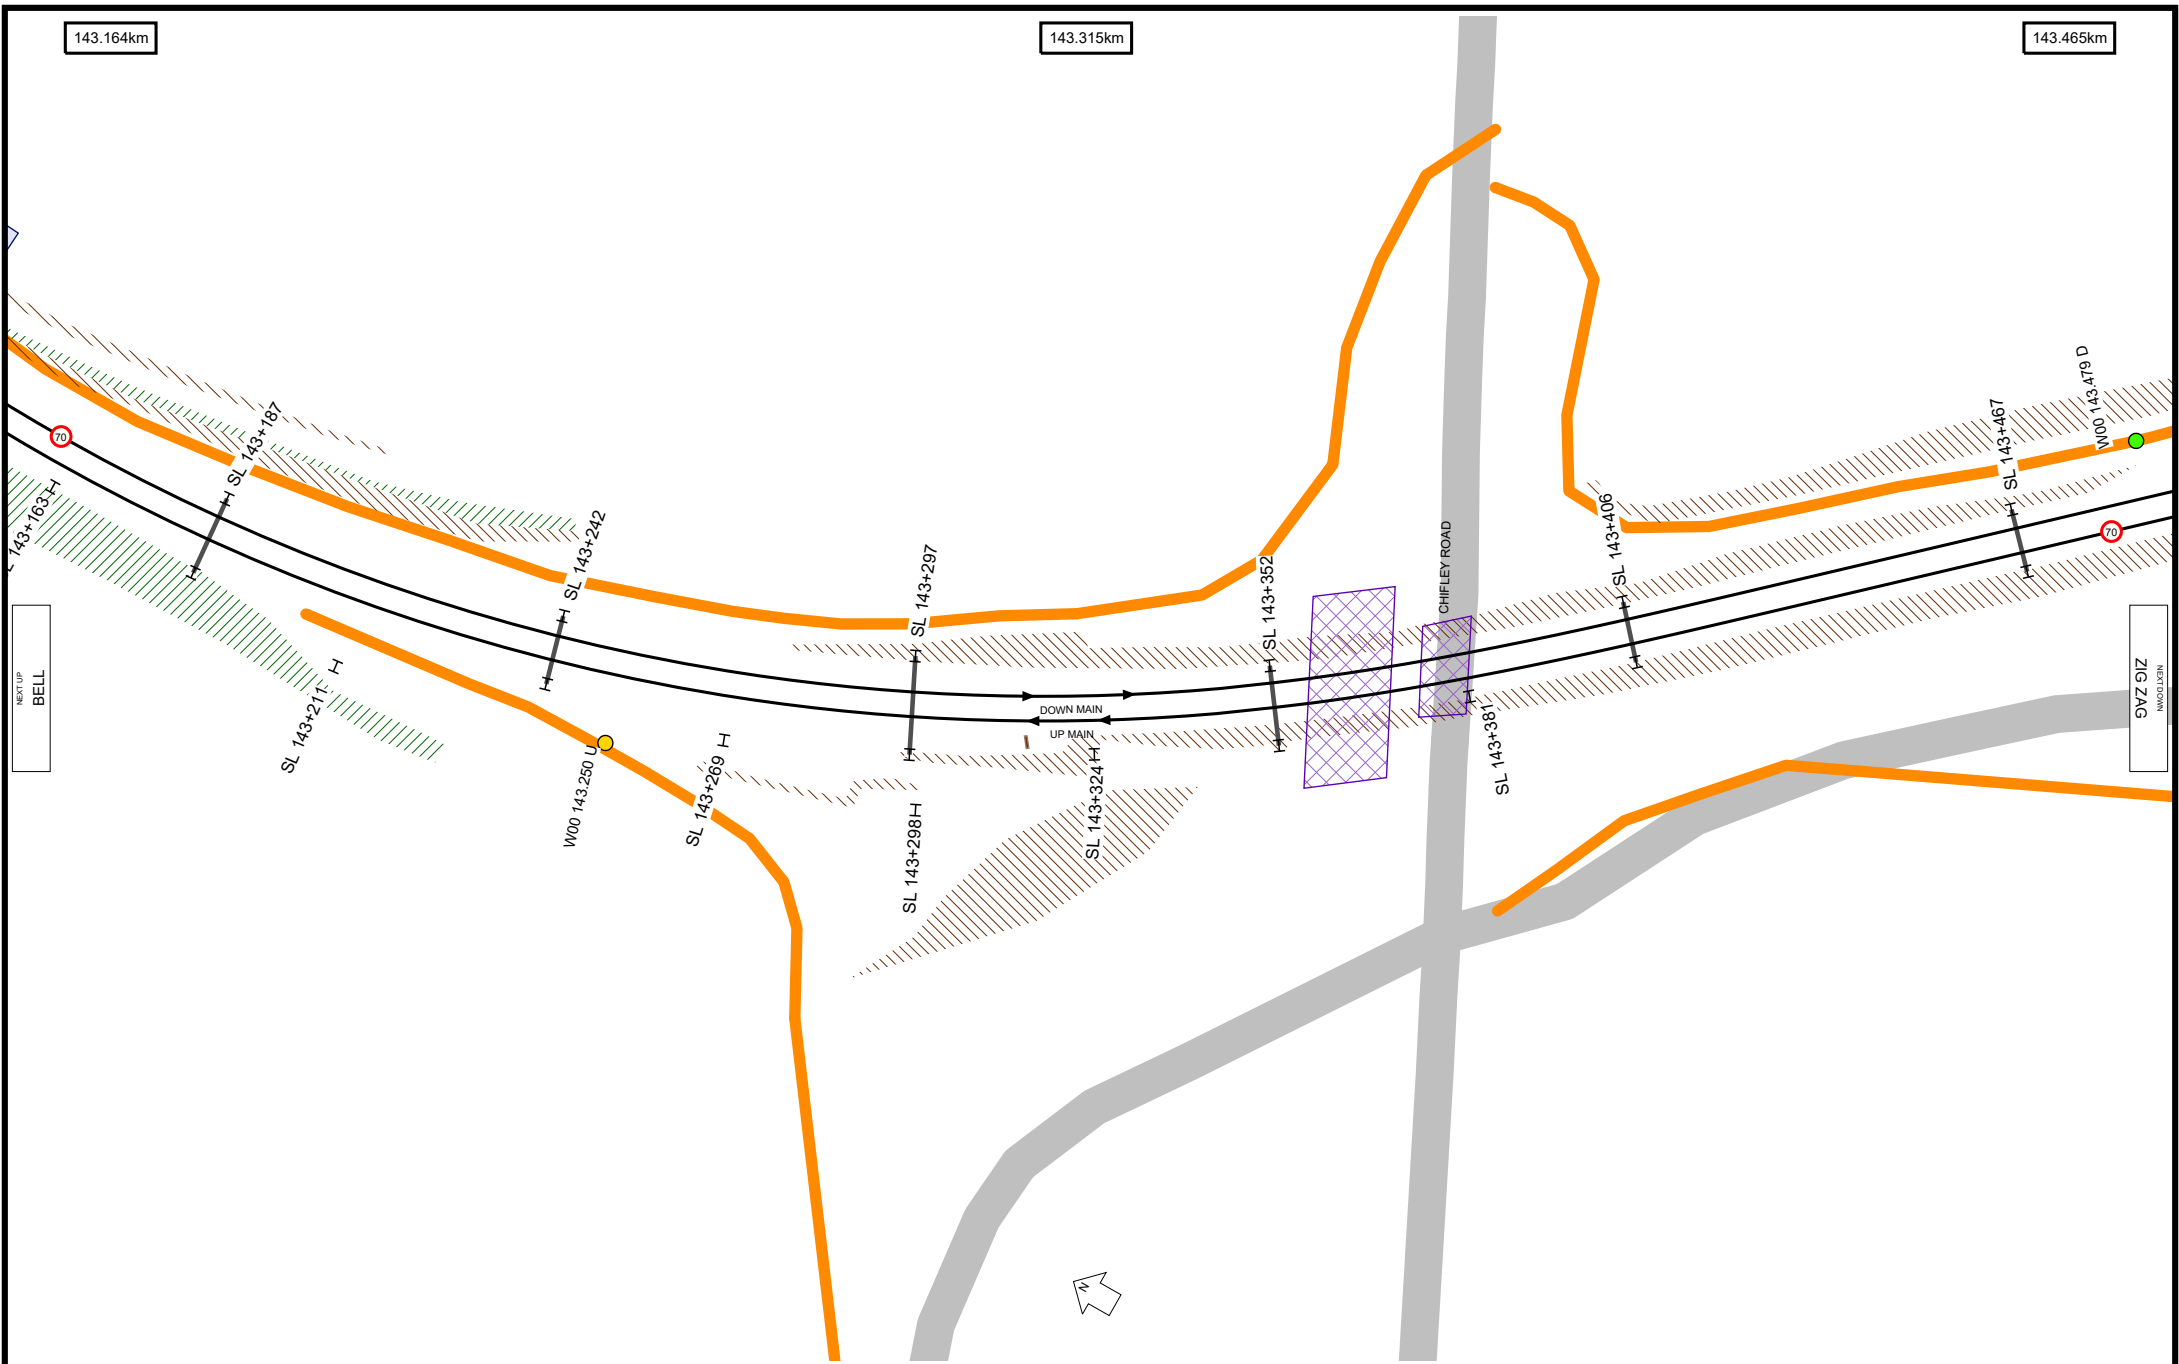 143.164km
143.315km
143.465km
70
143+163
SL 143+187
SL 143+211
SL 143+242
W00 143.250 U
SL 143+269
SL 143+297
SL 143+298
SL 143+324
SL 143+352
SL 143+381
SL 143+406
SL 143+467
W00 143.479 D
70
CHIFLEY ROAD
DOWN MAIN
UP MAIN
NEXT UP
BELL
NEXT DOWN
ZIG ZAG
N